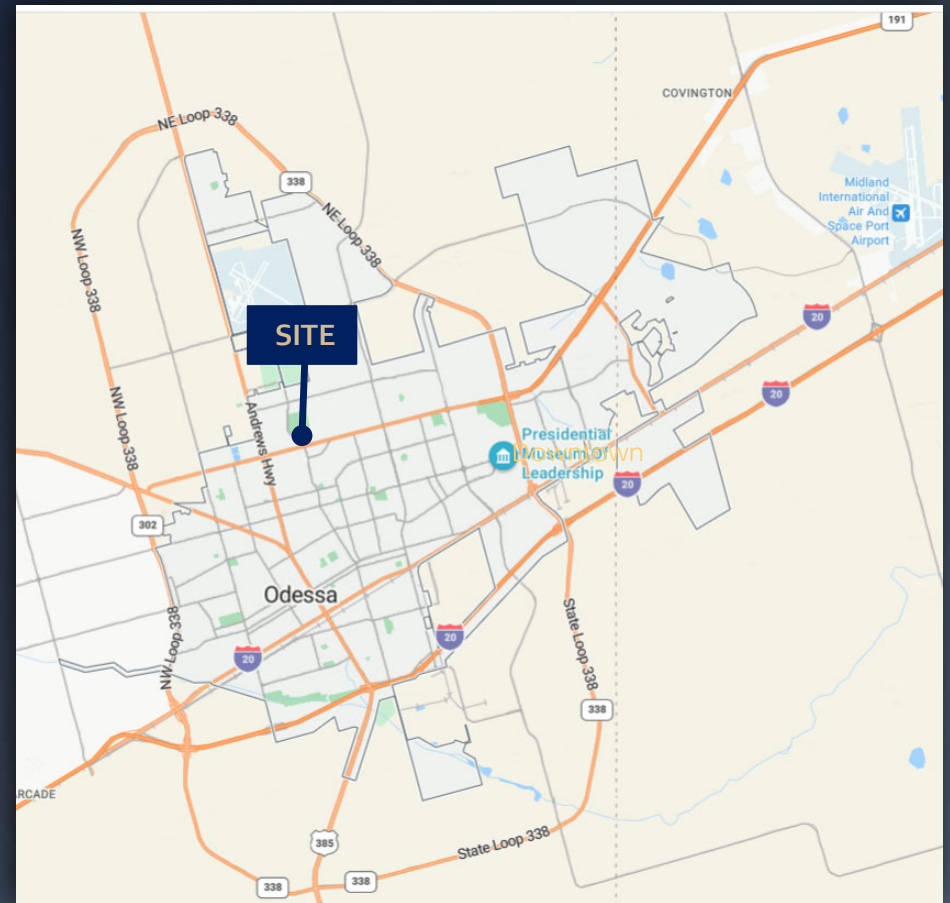 191
COVINGTON
NE Loop 338
338
Midland
International
Air And
Space Port
Airport
NE Loop 338
NW Loop 338
20
SITE
20
NW Loop 338
Andrews Hwy
Presidential
Museum Of
Leadership
Downtown
20
302
Odessa
NW Loop 338
20
20
State Loop 338
338
RCADE
385
State Loop 338
338
338